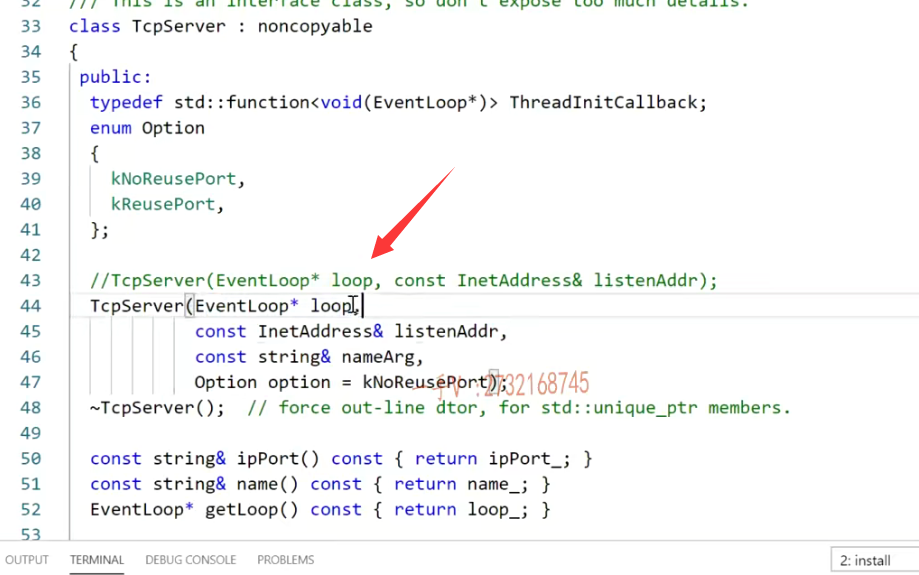 32 /// This is an interface class, so don't expose too much details.
33 class TcpServer : noncopyable
34 {
35 public:
36 typedef std::function<void(EventLoop*)> ThreadInitCallback;
37 enum Option
38 {
39 kNoReusePort,
40 kReusePort,
41 };
42
43 //TcpServer(EventLoop* loop, const InetAddress& listenAddr);
44 TcpServer(EventLoop* loop,
45 const InetAddress& listenAddr,
46 const string& nameArg,
47 Option option = kNoReusePort);
:2732168745
48 ~TcpServer(); // force out-line dtor, for std::unique_ptr members.
49
50 const string& ipPort() const { return ipPort_; }
51 const string& name() const { return name_; }
52 EventLoop* getLoop() const { return loop_; }
53
OUTPUT TERMINAL DEBUG CONSOLE PROBLEMS 2: install